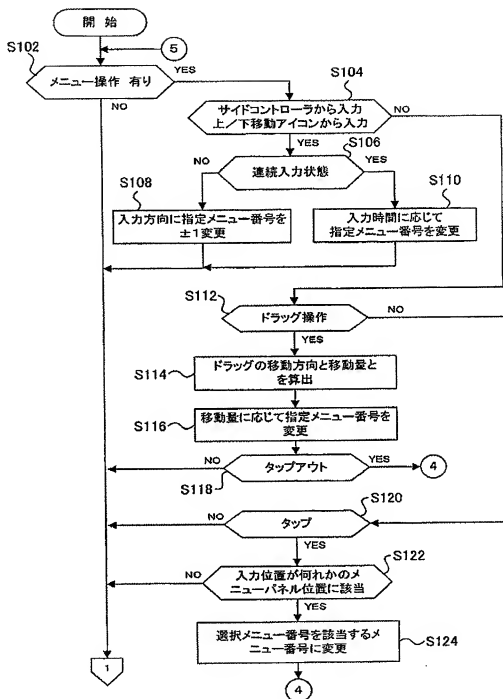 開 始
5
S102
メニュー操作 有り
YES
NO
S104
サイドコントローラから入力
上／下移動アイコンから入力
NO
YES
S106
NO
連続入力状態
YES
S108
入力方向に指定メニュー番号を
±1変更
S110
入力時間に応じて
指定メニュー番号を変更
S112
ドラッグ操作
NO
YES
S114
ドラッグの移動方向と移動量と
を算出
S116
移動量に応じて指定メニュー番号を
変更
NO
タップアウト
YES
4
S118
S120
NO
タップ
YES
S122
NO
入力位置が何れかのメ
ニューパネル位置に該当
YES
選択メニュー番号を該当するメ
ニュー番号に変更
S124
1
4